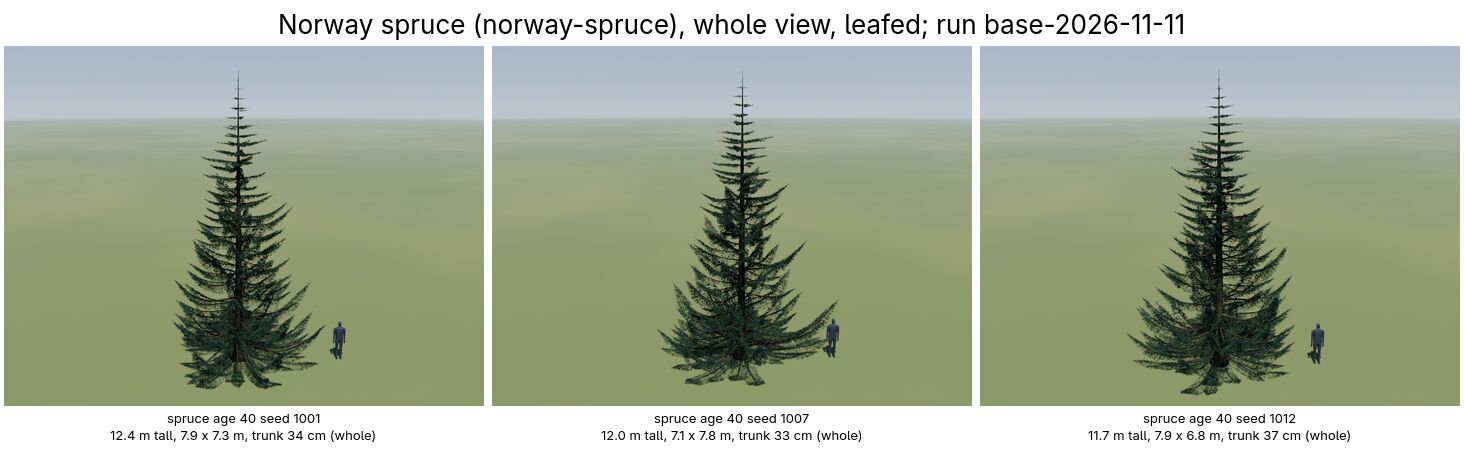 Norway spruce (norway-spruce), whole view, leafed; run base-2026-11-11
spruce age 40 seed 1001
12.4 m tall, 7.9 x 7.3 m, trunk 34 cm (whole)
spruce age 40 seed 1007
12.0 m tall, 7.1 x 7.8 m, trunk 33 cm (whole)
spruce age 40 seed 1012
11.7 m tall, 7.9 x 6.8 m, trunk 37 cm (whole)